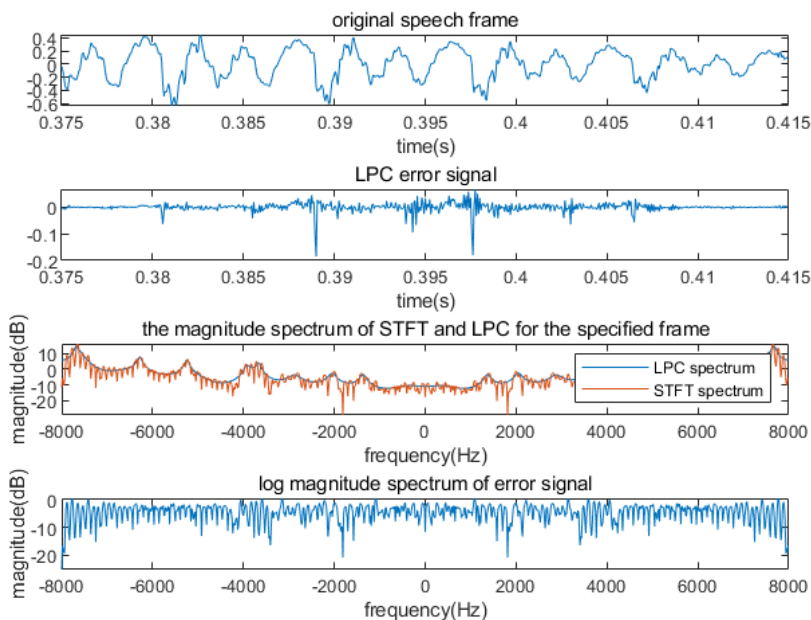 original speech frame
0.4
0.2
0
-0.2
-0.4
-0.6
0.375 0.38 0.385 0.39 0.395 0.4 0.405 0.41 0.415
time(s)
LPC error signal
0
-0.1
-0.2
0.375 0.38 0.385 0.39 0.395 0.4 0.405 0.41 0.415
time(s)
the magnitude spectrum of STFT and LPC for the specified frame
magnitude(dB)
10
0
-10
-20
LPC spectrum
STFT spectrum
-8000 -6000 -4000 -2000 0 2000 4000 6000 8000
frequency(Hz)
log magnitude spectrum of error signal
magnitude(dB)
0
-10
-20
-8000 -6000 -4000 -2000 0 2000 4000 6000 8000
frequency(Hz)